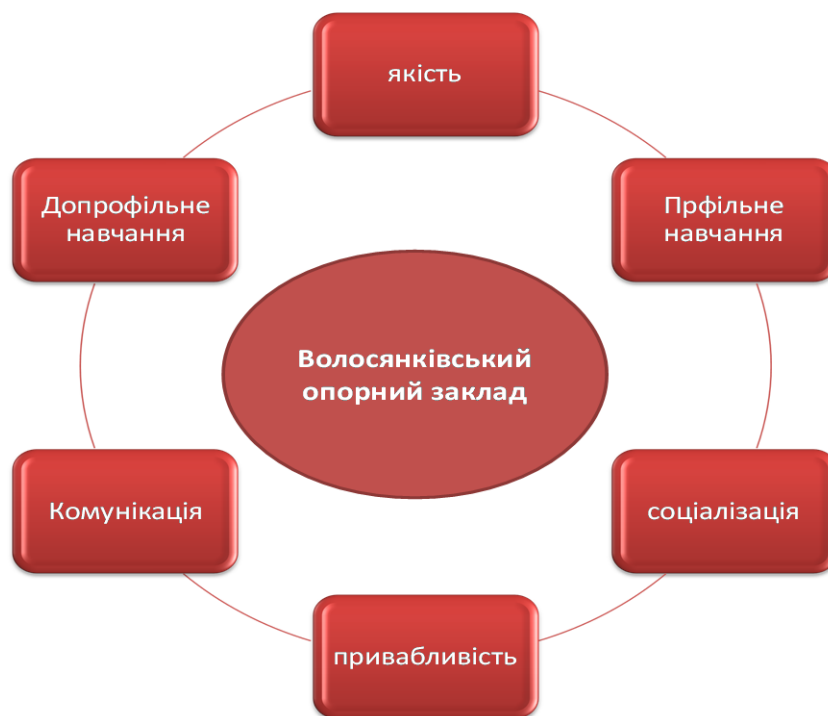 якість
Допрофільне
навчання
Прфільне
навчання
Волосянківський
опорний заклад
Комунікація
соціалізація
привабливість